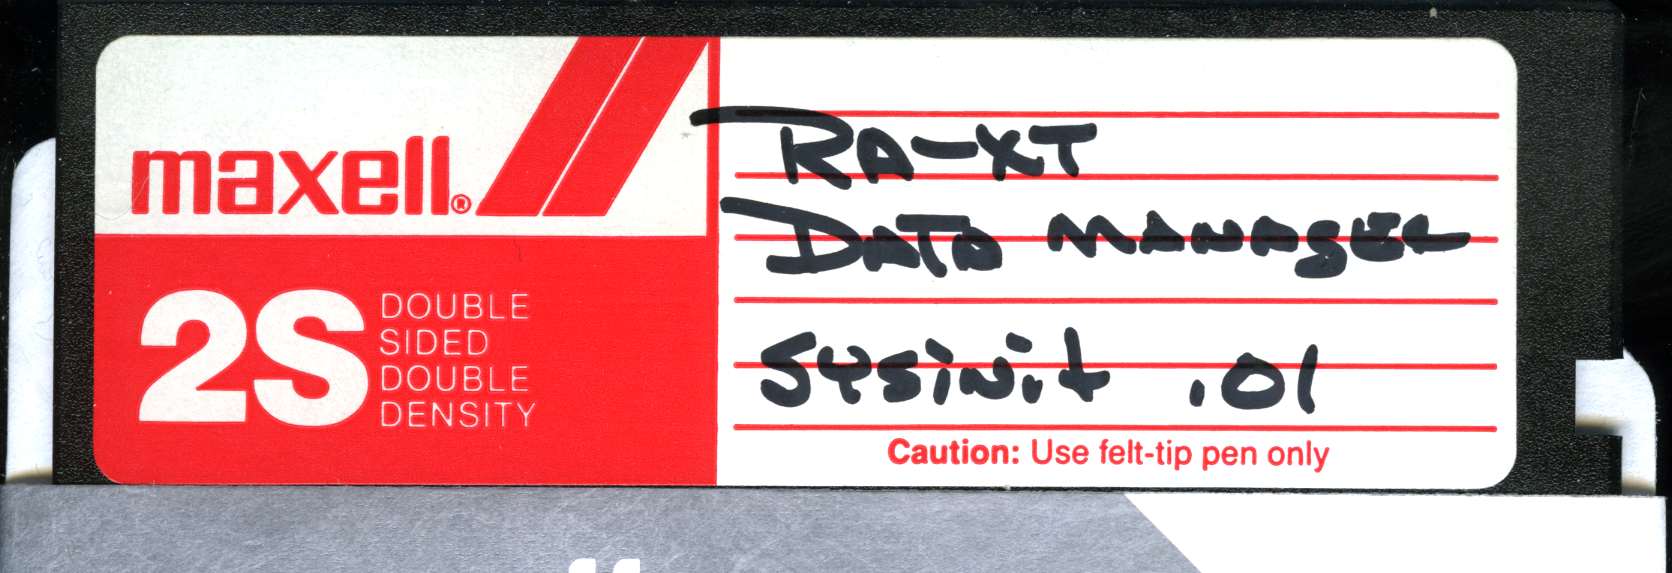 maxell®
2S
DOUBLE
SIDED
DOUBLE
DENSITY
RA-XT
DATA MANAGER
SYSiNit .01
Caution: Use felt-tip pen only